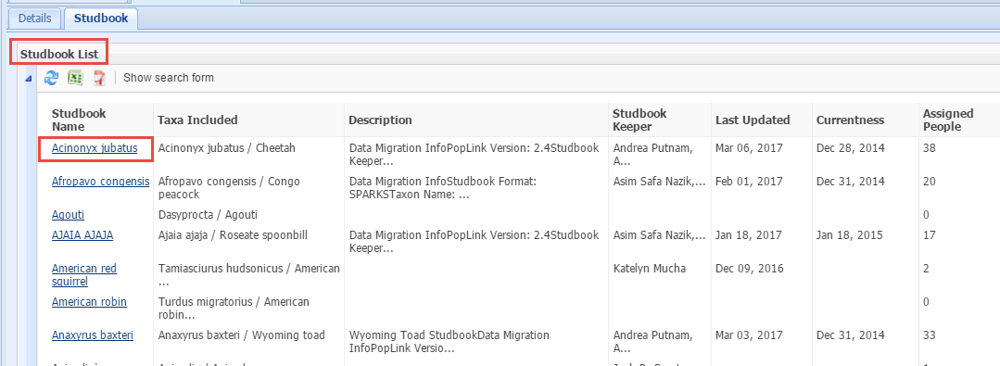 Details Studbook
Studbook List
Show search form
Studbook Name Taxa Included Description Studbook Keeper Last Updated Currentness Assigned People
Acinonyx jubatus Acinonyx jubatus / Cheetah Data Migration InfoPopLink Version: 2.4Studbook Keeper... Andrea Putnam, A... Mar 06, 2017 Dec 28, 2014 38
Afropavo congensis Afropavo congensis / Congo peacock Data Migration InfoStudbook Format: SPARKSTaxon Name: ... Asim Safa Nazik,... Feb 01, 2017 Dec 31, 2014 20
Agouti Dasyprocta / Agouti 0
AJAIA AJAJA Ajaia ajaja / Roseate spoonbill Data Migration InfoPopLink Version: 2.4Studbook Keeper... Asim Safa Nazik,... Jan 18, 2017 Jan 18, 2015 17
American red squirrel Tamiasciurus hudsonicus / American ... Katelyn Mucha Dec 09, 2016 2
American robin Turdus migratorius / American robin... 0
Anaxyrus baxteri Anaxyrus baxteri / Wyoming toad Wyoming Toad StudbookData Migration InfoPopLink Versio... Andrea Putnam, A... Mar 03, 2017 Dec 31, 2014 33